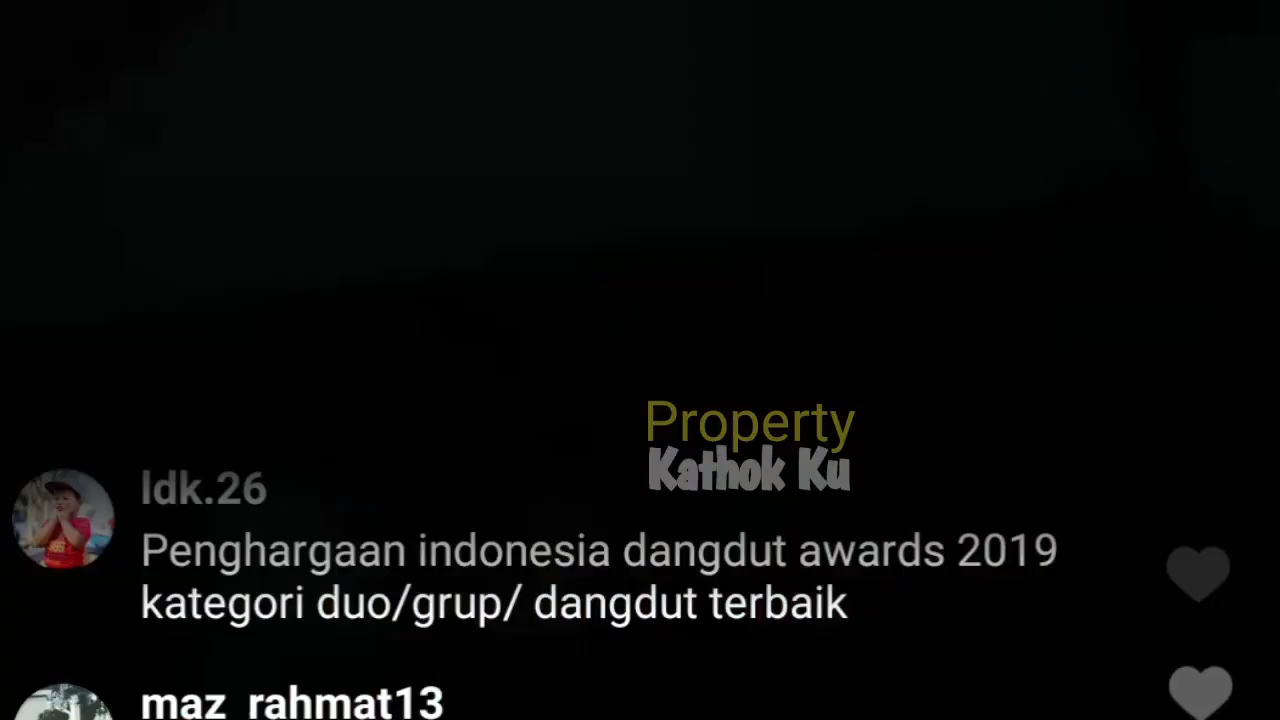 Property
Kathok Ku
ldk.26
Penghargaan indonesia dangdut awards 2019
kategori duo/grup/ dangdut terbaik
maz_rahmat13